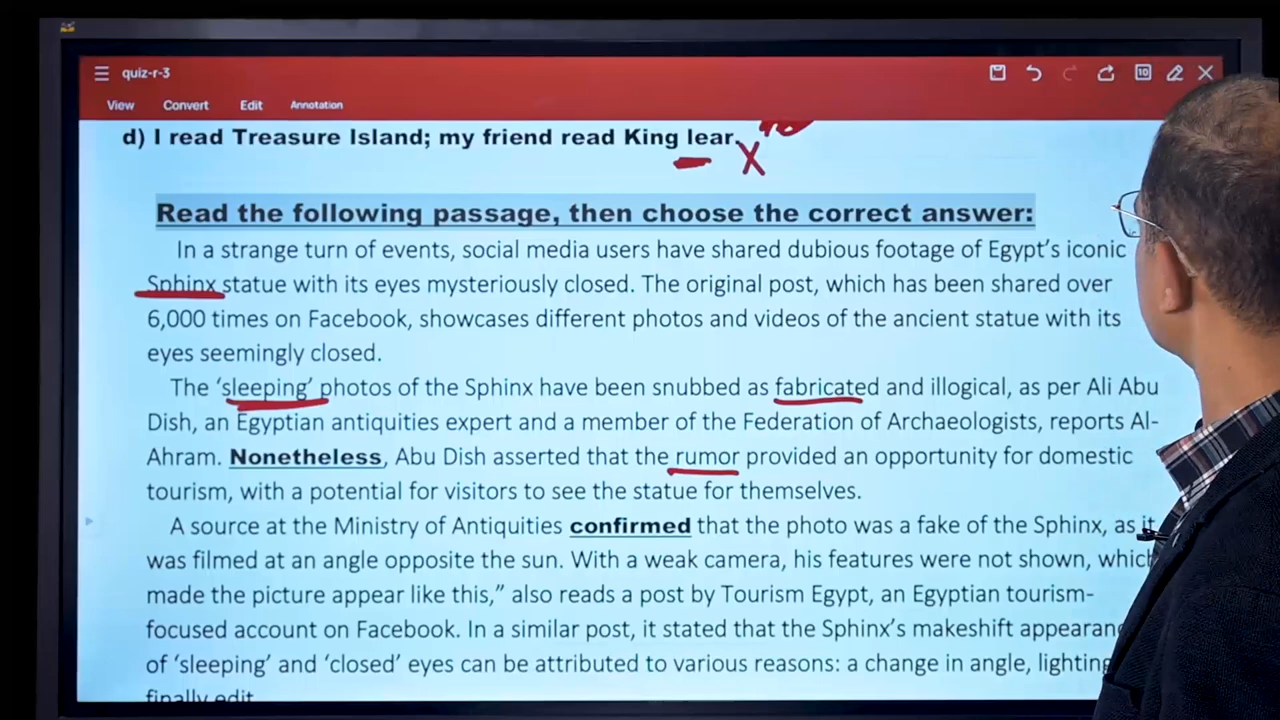 quiz-r-3
View Convert Edit Annotation
d) I read Treasure Island; my friend read King lear.
X
Read the following passage, then choose the correct answer:
In a strange turn of events, social media users have shared dubious footage of Egypt's iconic
Sphinx statue with its eyes mysteriously closed. The original post, which has been shared over
6,000 times on Facebook, showcases different photos and videos of the ancient statue with its
eyes seemingly closed.
The 'sleeping' photos of the Sphinx have been snubbed as fabricated and illogical, as per Ali Abu
Dish, an Egyptian antiquities expert and a member of the Federation of Archaeologists, reports Al-
Ahram. Nonetheless, Abu Dish asserted that the rumor provided an opportunity for domestic
tourism, with a potential for visitors to see the statue for themselves.
A source at the Ministry of Antiquities confirmed that the photo was a fake of the Sphinx, as it
was filmed at an angle opposite the sun. With a weak camera, his features were not shown, which
made the picture appear like this," also reads a post by Tourism Egypt, an Egyptian tourism-
focused account on Facebook. In a similar post, it stated that the Sphinx's makeshift
of 'sleeping' and 'closed' eyes can be attributed to various reasons: a change in angle, lighting
finally edit